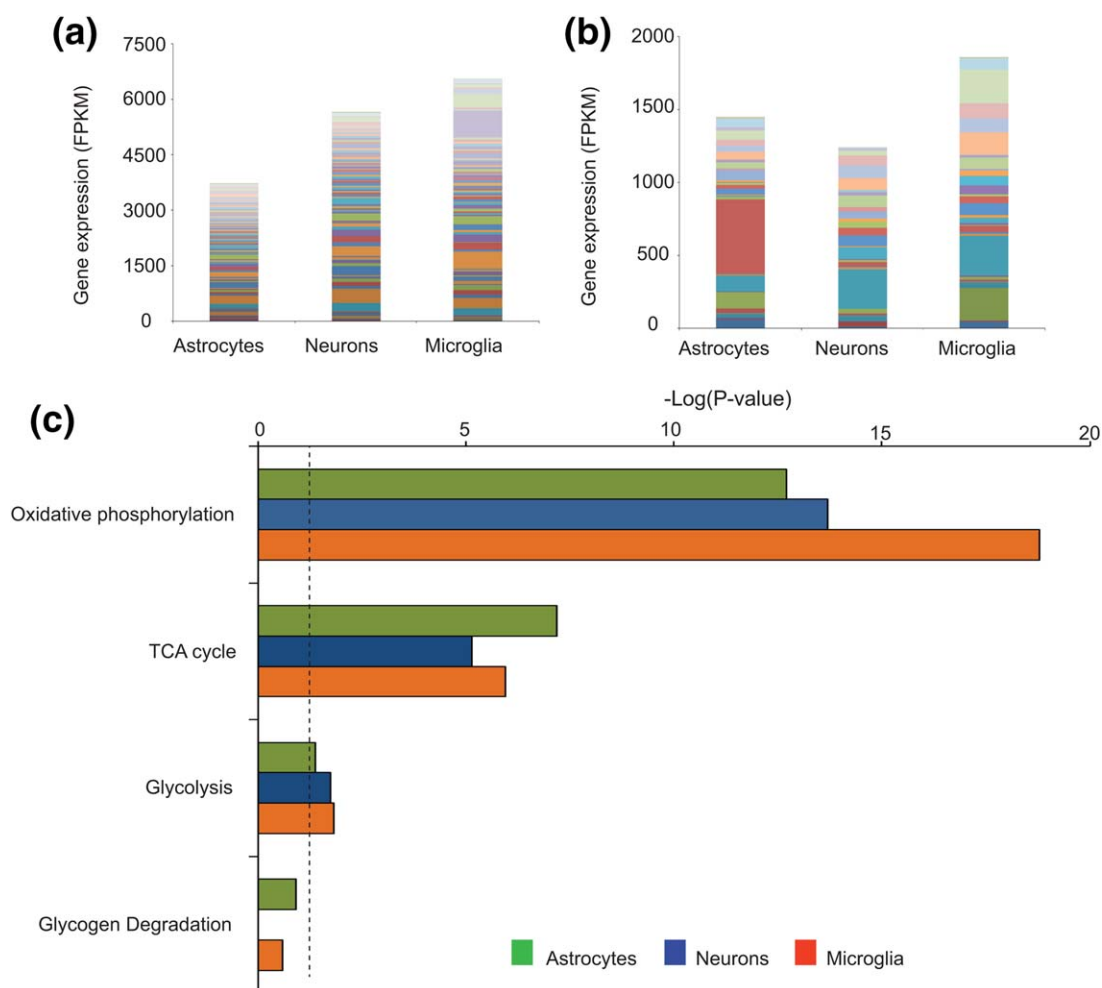 (a)
Gene expression (FPKM)
7500
6000
4500
3000
1500
0
Astrocytes Neurons Microglia
(b)
Gene expression (FPKM)
2000
1500
1000
500
0
Astrocytes Neurons Microglia
(c)
-Log(P-value)
0 5 10 15 20
Oxidative phosphorylation
TCA cycle
Glycolysis
Glycogen Degradation
Astrocytes Neurons Microglia